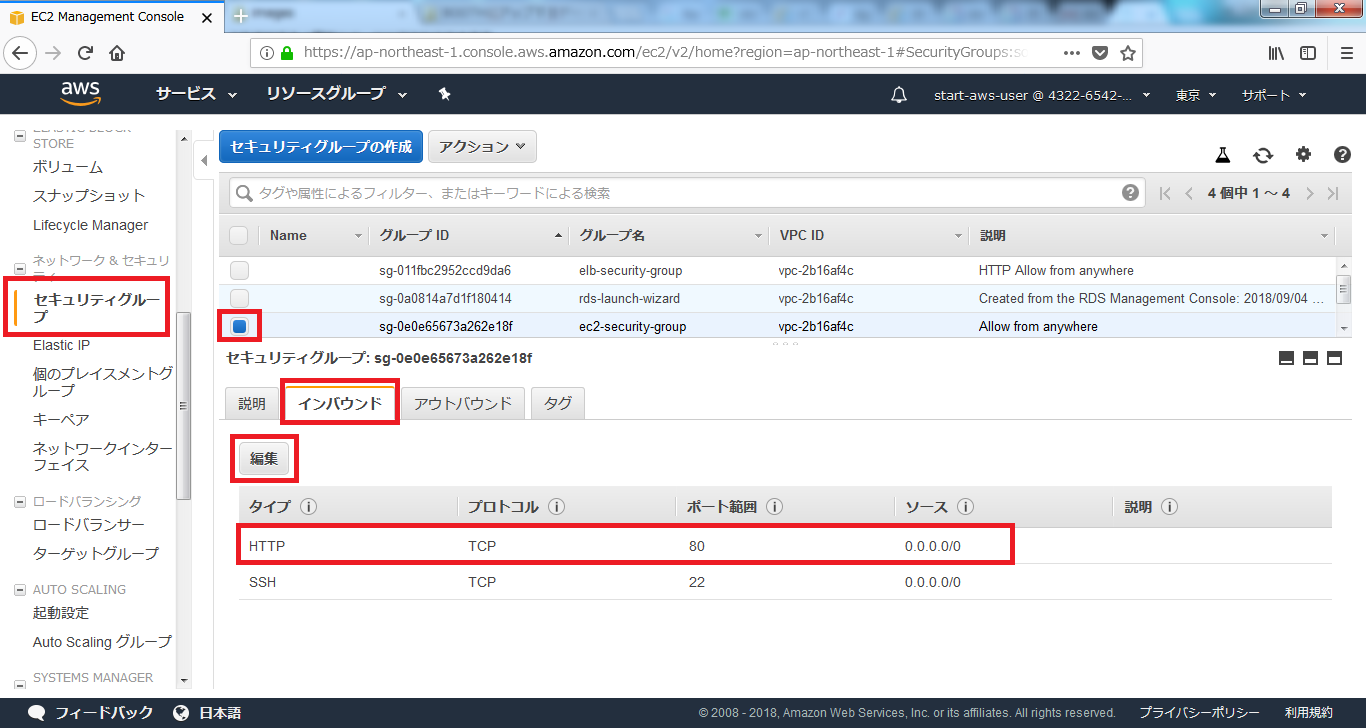 EC2 Management Console
https://ap-northeast-1.console.aws.amazon.com/ec2/v2/home?region=ap-northeast-1#SecurityGroups:
aws サービス リソースグループ start-aws-user @ 4322-6542-... 東京 サポート
ELASTIC BLOCK
STORE
ボリューム
スナップショット
Lifecycle Manager
ネットワーク & セキュリ
ティ
セキュリティグルー
プ
Elastic IP
個のプレイスメントグ
ループ
キーペア
ネットワークインター
フェイス
ロードバランシング
ロードバランサー
ターゲットグループ
AUTO SCALING
起動設定
Auto Scaling グループ
SYSTEMS MANAGER
セキュリティグループの作成 アクション
タグや属性によるフィルター、またはキーワードによる検索 4 個中 1 ～ 4
Name グループ ID グループ名 VPC ID 説明
sg-011fbc2952ccd9da6 elb-security-group vpc-2b16af4c HTTP Allow from anywhere
sg-0a0814a7d1f180414 rds-launch-wizard vpc-2b16af4c Created from the RDS Management Console: 2018/09/04 ...
sg-0e0e65673a262e18f ec2-security-group vpc-2b16af4c Allow from anywhere
セキュリティグループ: sg-0e0e65673a262e18f
説明 インバウンド アウトバウンド タグ
編集
タイプ プロトコル ポート範囲 ソース 説明
HTTP TCP 80 0.0.0.0/0
SSH TCP 22 0.0.0.0/0
フィードバック 日本語 © 2008 - 2018, Amazon Web Services, Inc. or its affiliates. All rights reserved. プライバシーポリシー 利用規約